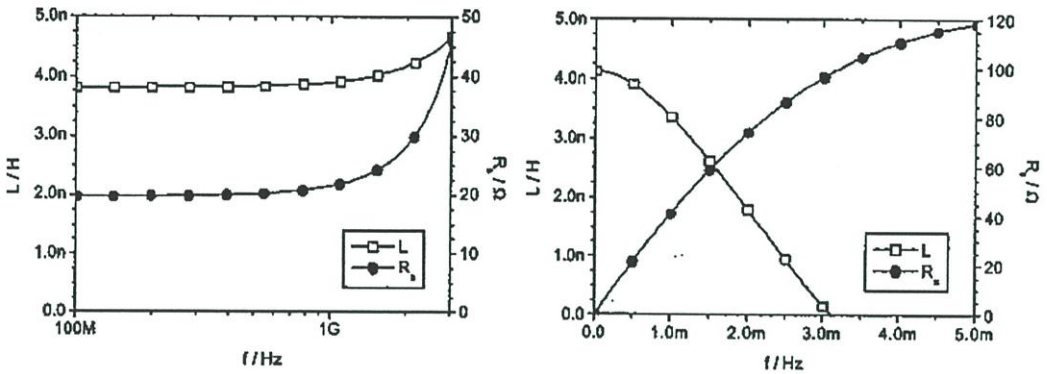 5.0n
4.0n
3.0n
2.0n
1.0n
0.0
L / H
50
40
30
20
10
0
R_s / Ω
L
R_s
100M
1G
f / Hz
5.0n
4.0n
3.0n
2.0n
1.0n
0.0
L / H
120
100
80
60
40
20
0
R_s / Ω
L
R_s
0.0
1.0m
2.0m
3.0m
4.0m
5.0m
f / Hz